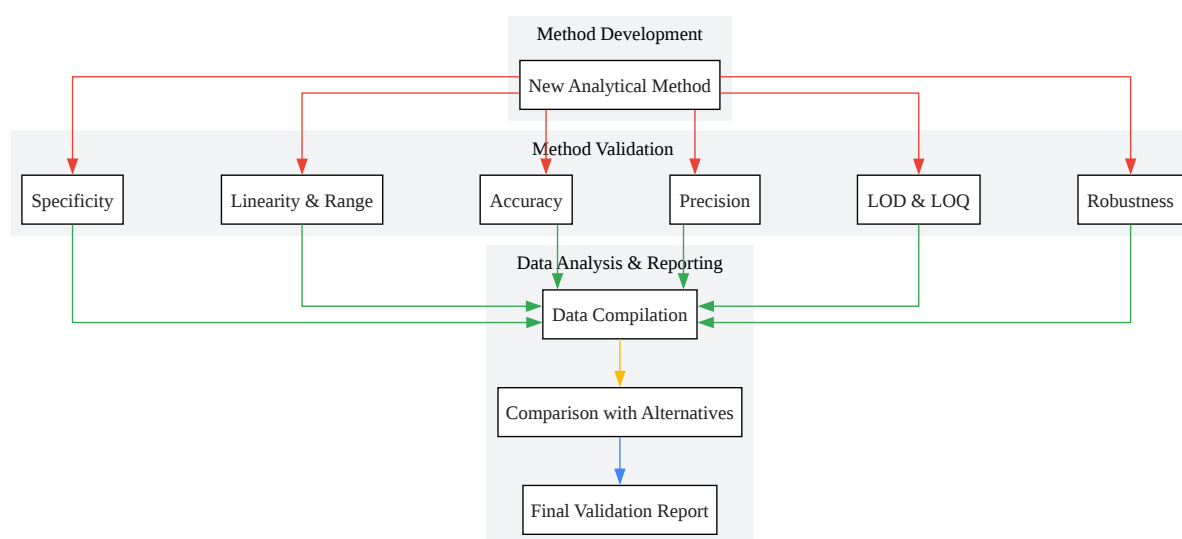 Method Development
New Analytical Method
Method Validation
Specificity
Linearity & Range
Accuracy
Precision
LOD & LOQ
Robustness
Data Analysis & Reporting
Data Compilation
Comparison with Alternatives
Final Validation Report